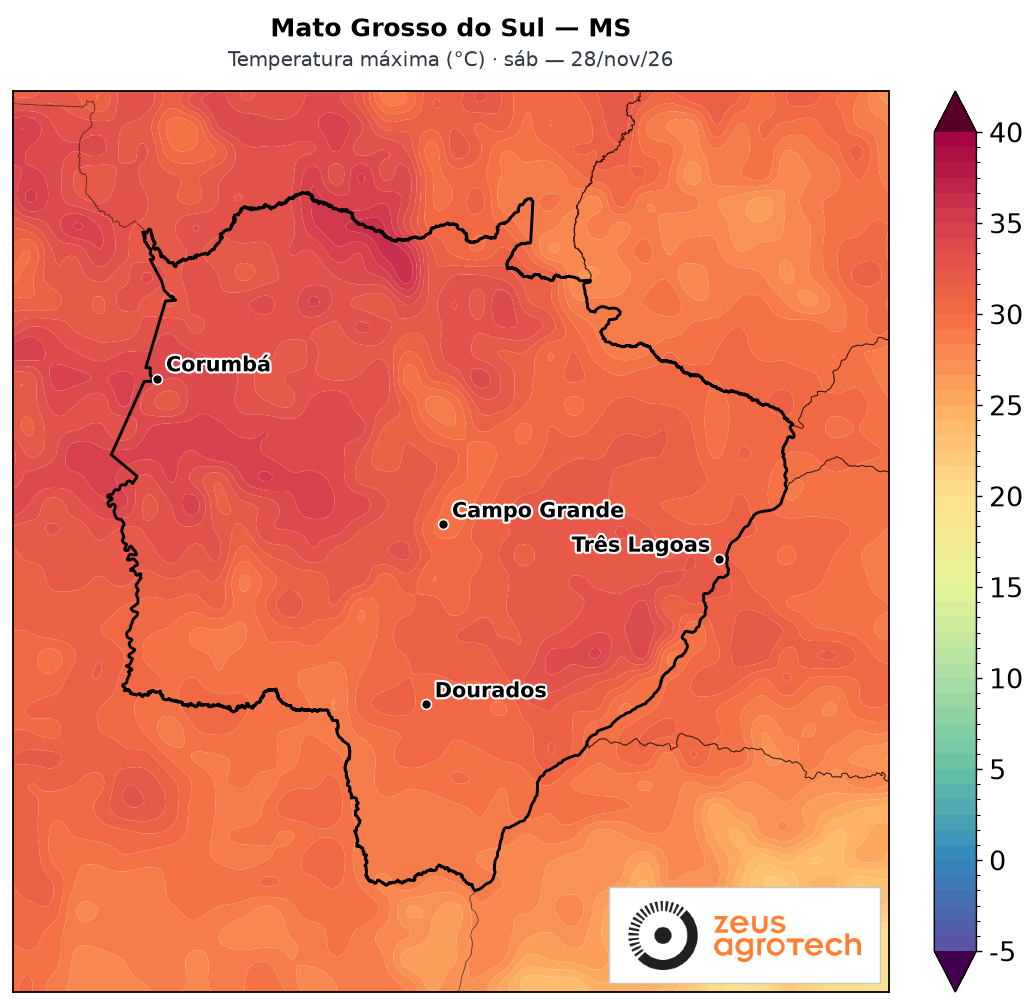 Mato Grosso do Sul — MS
Temperatura máxima (°C) · sáb — 28/nov/26
Corumbá
Campo Grande
Três Lagoas
Dourados
40
35
30
25
20
15
10
5
0
-5
zeus
agrotech